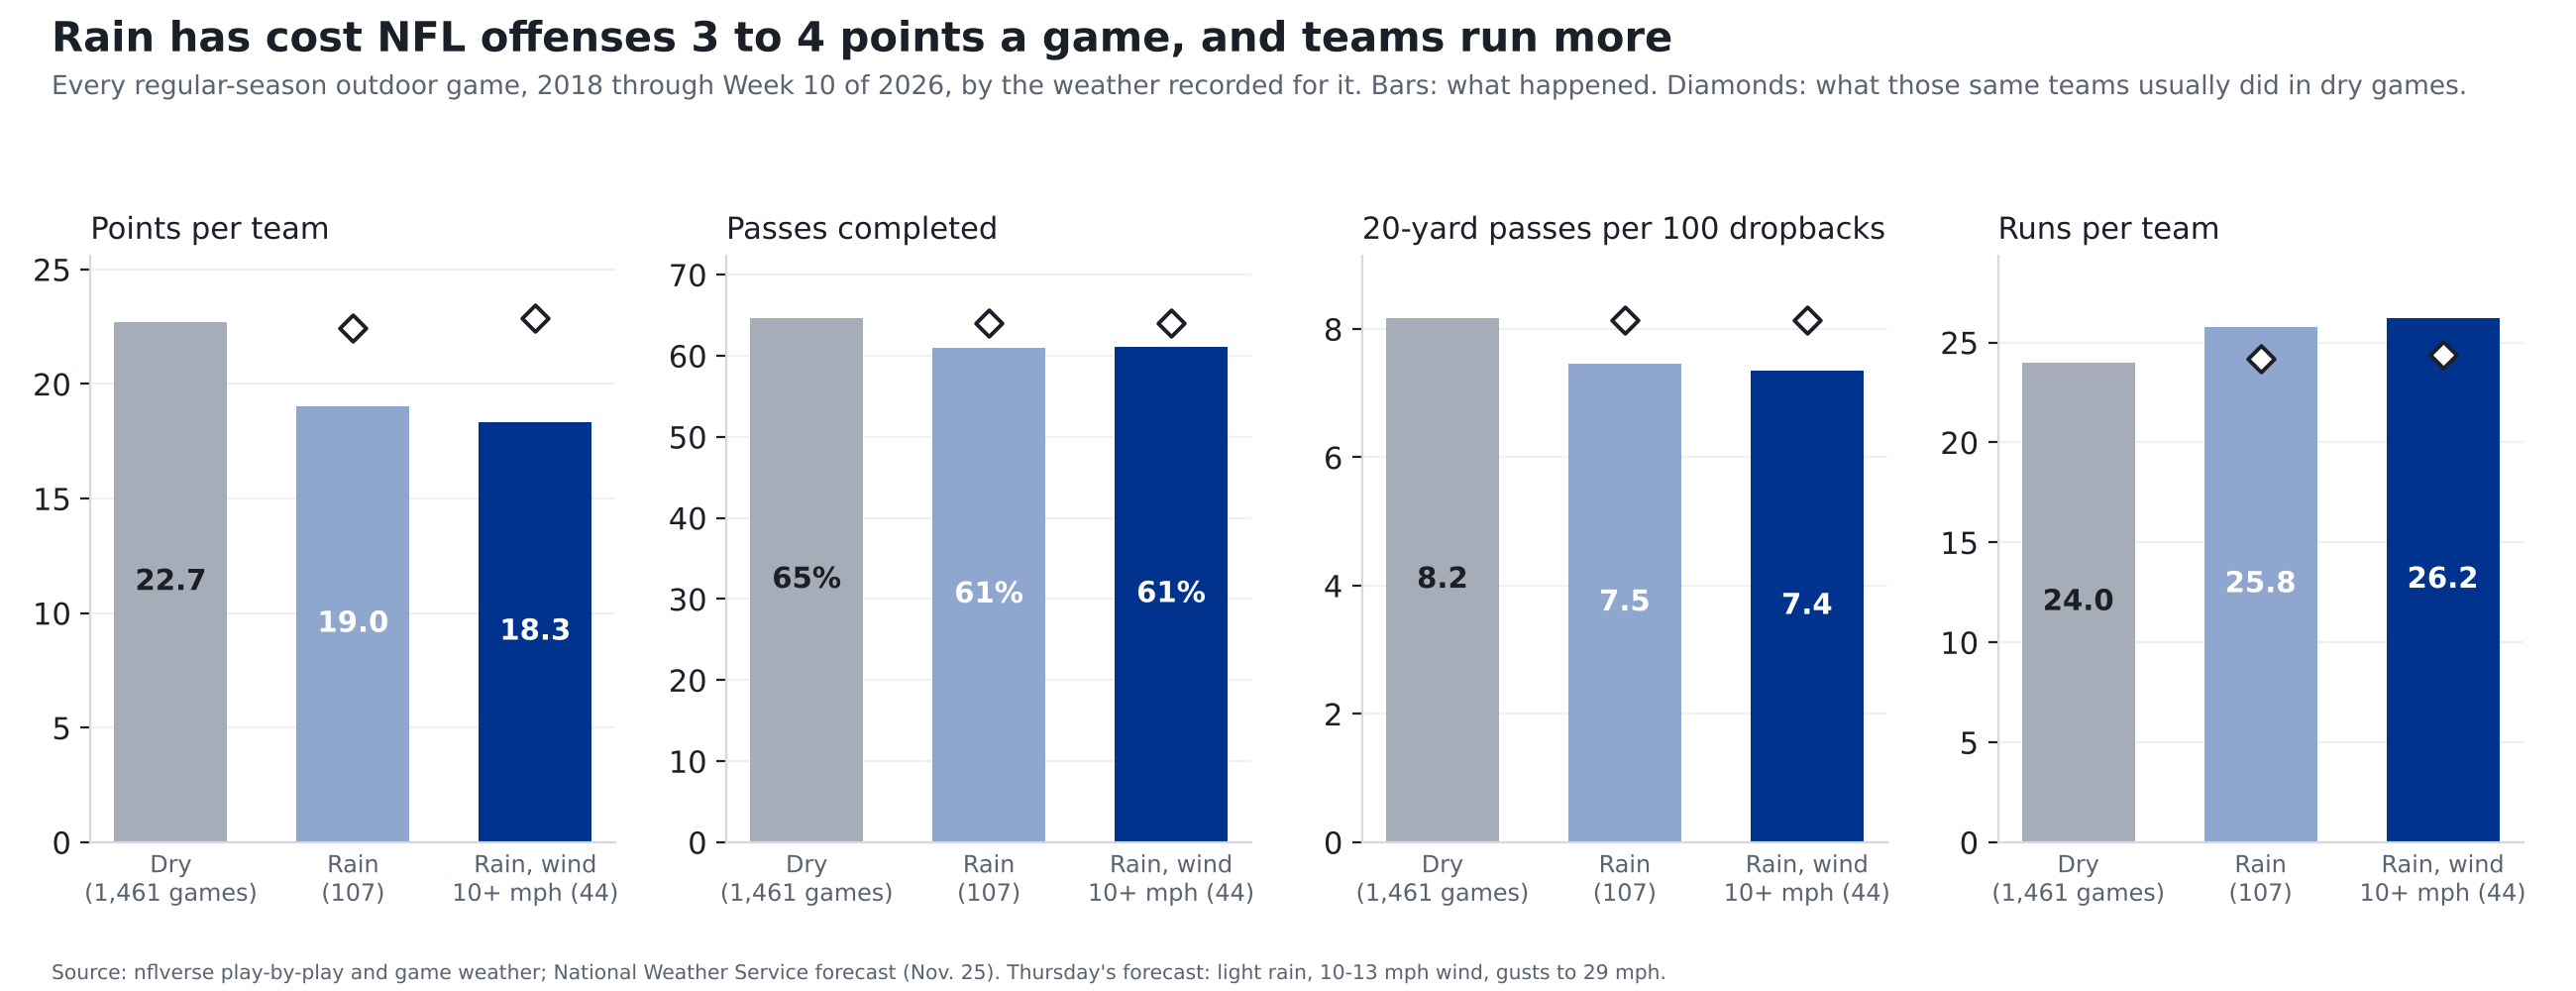 Rain has cost NFL offenses 3 to 4 points a game, and teams run more
Every regular-season outdoor game, 2018 through Week 10 of 2026, by the weather recorded for it. Bars: what happened. Diamonds: what those same teams usually did in dry games.
Points per team
25
20
15
10
5
0
22.7
19.0
18.3
Dry
(1,461 games)
Rain
(107)
Rain, wind
10+ mph (44)
Passes completed
70
60
50
40
30
20
10
0
65%
61%
61%
Dry
(1,461 games)
Rain
(107)
Rain, wind
10+ mph (44)
20-yard passes per 100 dropbacks
8
6
4
2
0
8.2
7.5
7.4
Dry
(1,461 games)
Rain
(107)
Rain, wind
10+ mph (44)
Runs per team
25
20
15
10
5
0
24.0
25.8
26.2
Dry
(1,461 games)
Rain
(107)
Rain, wind
10+ mph (44)
Source: nflverse play-by-play and game weather; National Weather Service forecast (Nov. 25). Thursday's forecast: light rain, 10-13 mph wind, gusts to 29 mph.